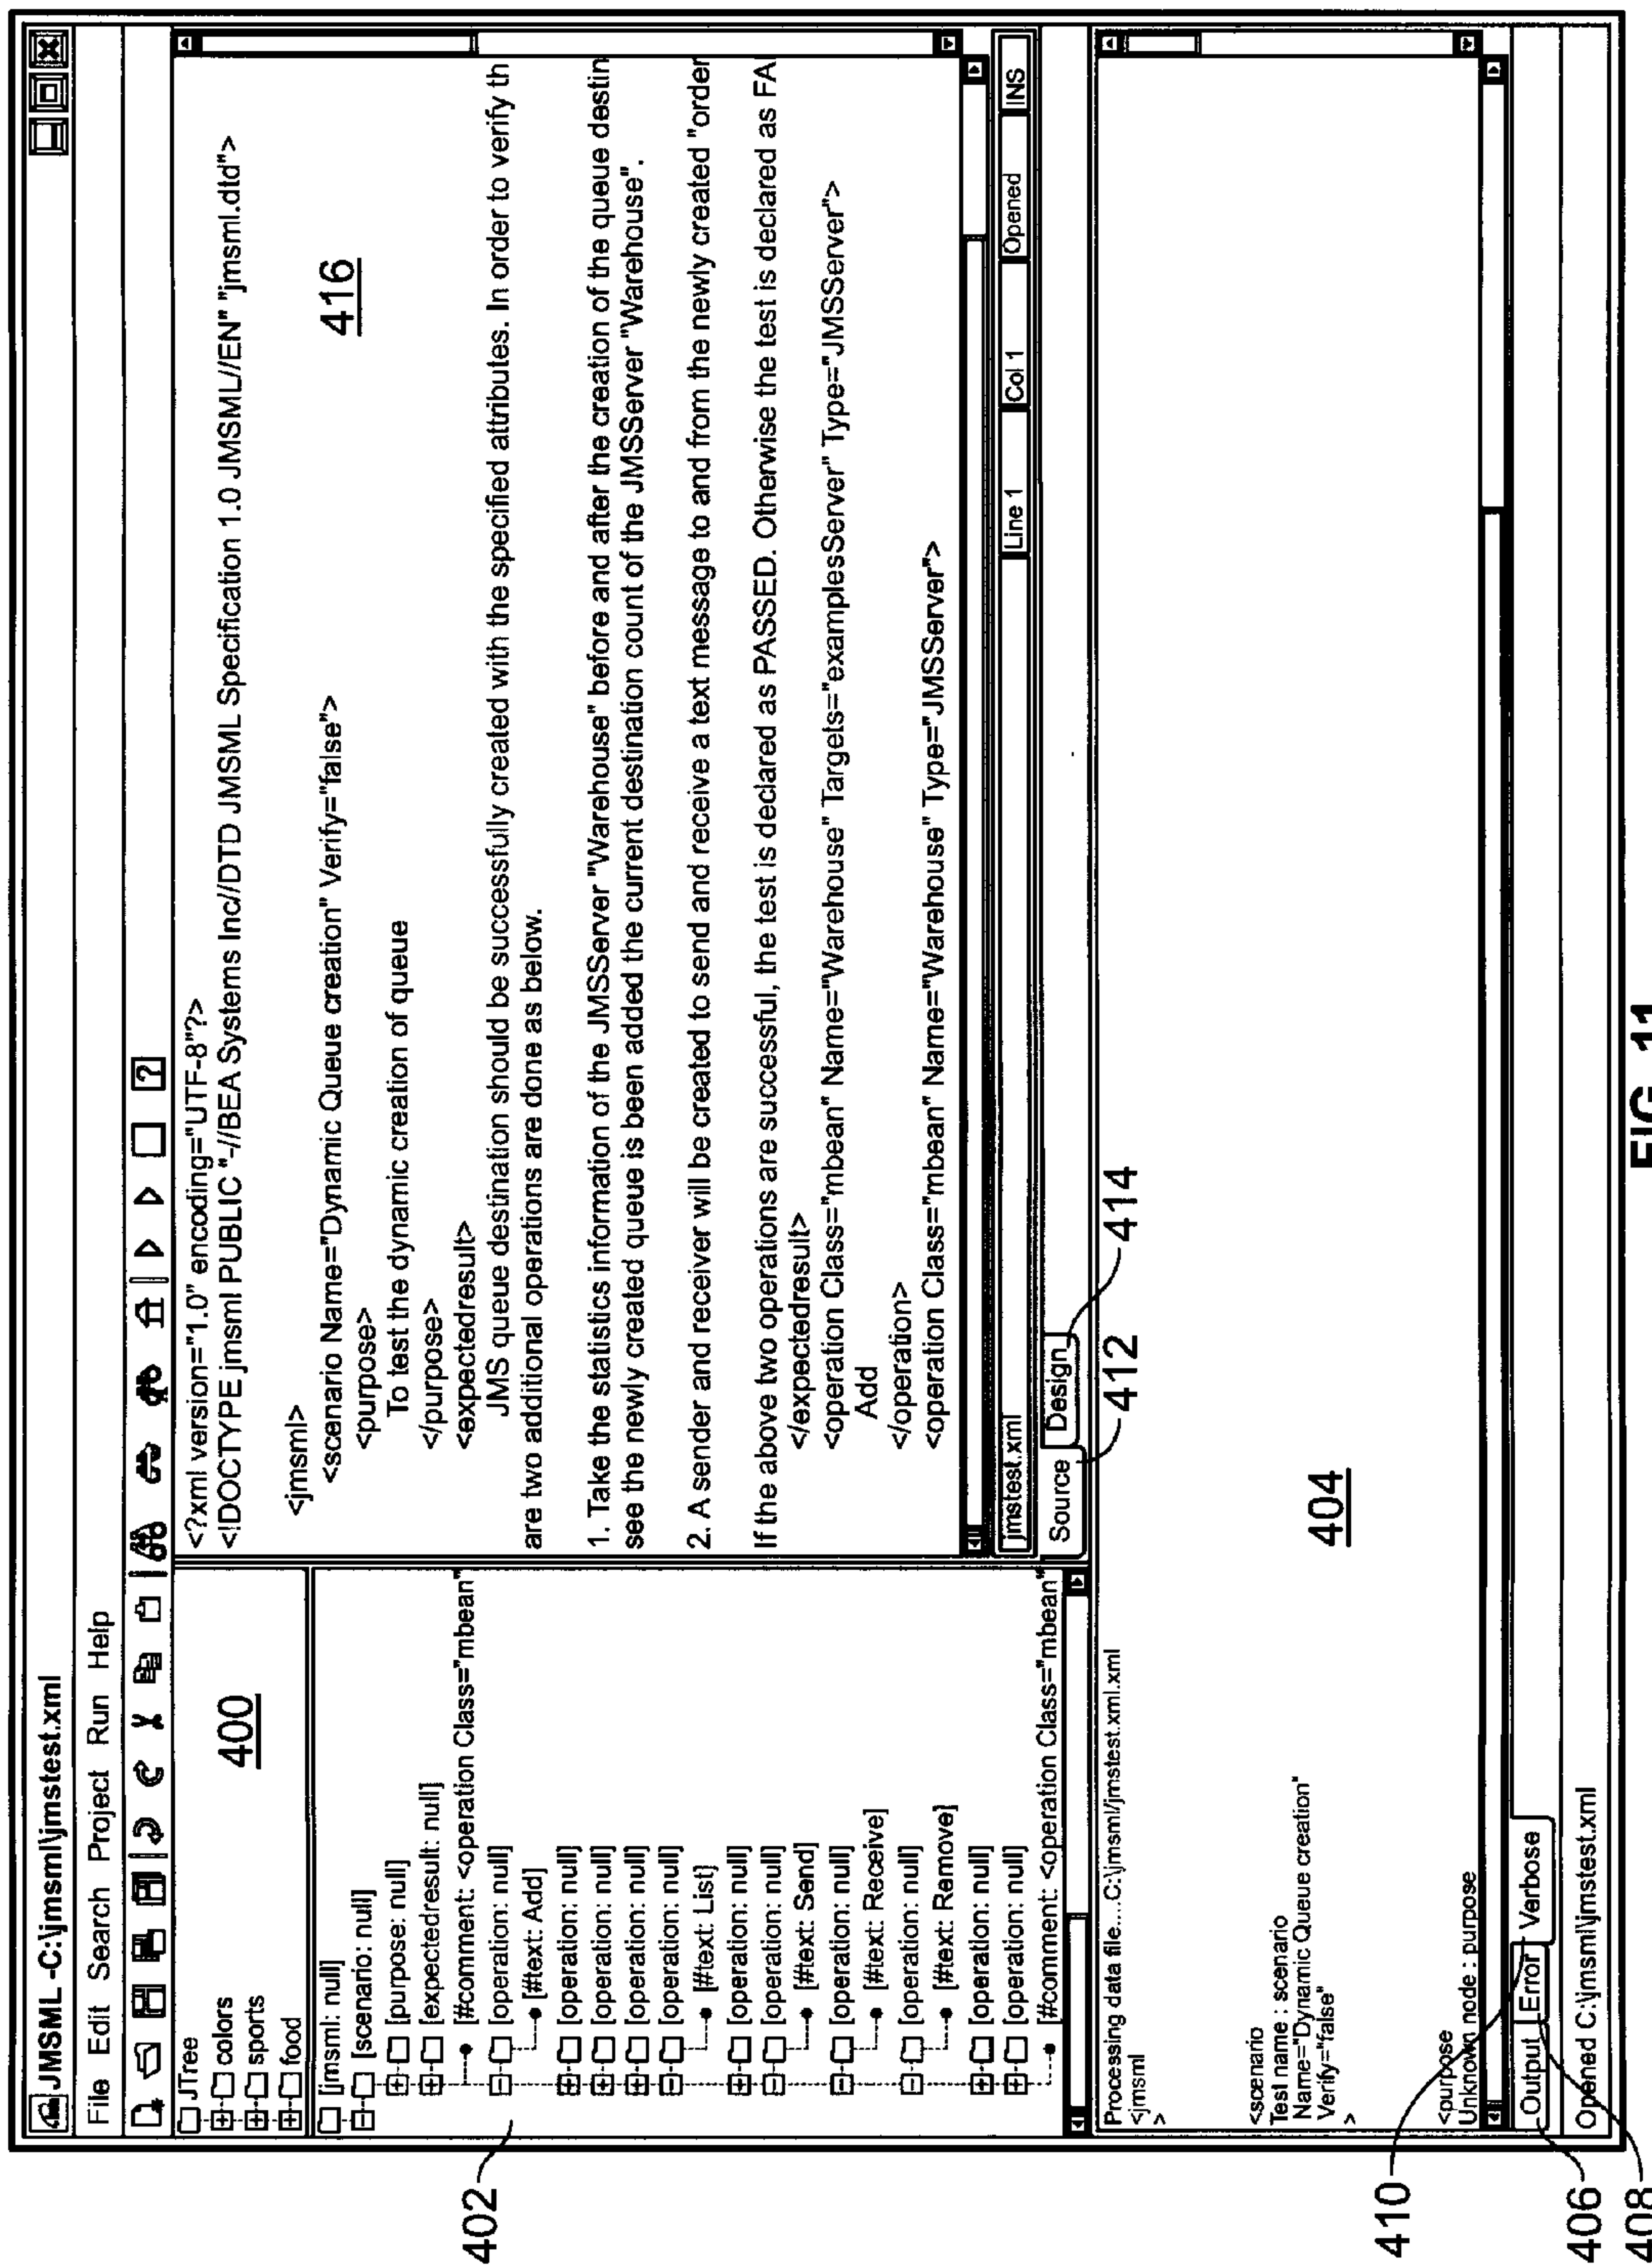 JMSML -C:\jmsml\jmstest.xml
File Edit Search Project Run Help
?
JTree
colors
sports
food
400
[jmsml: null]
[scenario: null]
[purpose: null]
[expectedresult: null]
[#comment: <operation Class="mbean"
[operation: null]
[#text: Add]
[operation: null]
[operation: null]
[operation: null]
[operation: null]
[#text: List]
[operation: null]
[operation: null]
[#text: Send]
[operation: null]
[#text: Receive]
[operation: null]
[#text: Remove]
[operation: null]
[operation: null]
[#comment: <operation Class="mbean"
402
<?xml version="1.0" encoding="UTF-8"?>
<!DOCTYPE jmsml PUBLIC "-//BEA Systems Inc//DTD JMSML Specification 1.0 JMSML//EN" "jmsml.dtd">
<jmsml>
416
<scenario Name="Dynamic Queue creation" Verify="false">
<purpose>
To test the dynamic creation of queue
</purpose>
<expectedresult>
JMS queue destination should be successfully created with the specified attributes. In order to verify th
are two additional operations are done as below.
1. Take the statistics information of the JMSServer "Warehouse" before and after the creation of the queue destin
see the newly created queue is been added the current destination count of the JMSServer "Warehouse".
2. A sender and receiver will be created to send and receive a text message to and from the newly created "order
If the above two operations are successful, the test is declared as PASSED. Otherwise the test is declared as FA
</expectedresult>
<operation Class="mbean" Name="Warehouse" Targets="examplesServer" Type="JMSServer">
Add
</operation>
<operation Class="mbean" Name="Warehouse" Type="JMSServer">
jmstest.xml Line 1 Col 1 Opened INS
Source Design
412 414
Processing data file....C:\jmsml/jmstest.xml.xml
<jmsml
>
<scenario
Test name : scenario
Name="Dynamic Queue creation"
Verify="false"
>
<purpose
Unknown node : purpose
404
Output Error Verbose
Opened C:\jmsml\jmstest.xml
410
406
408
FIG. 11